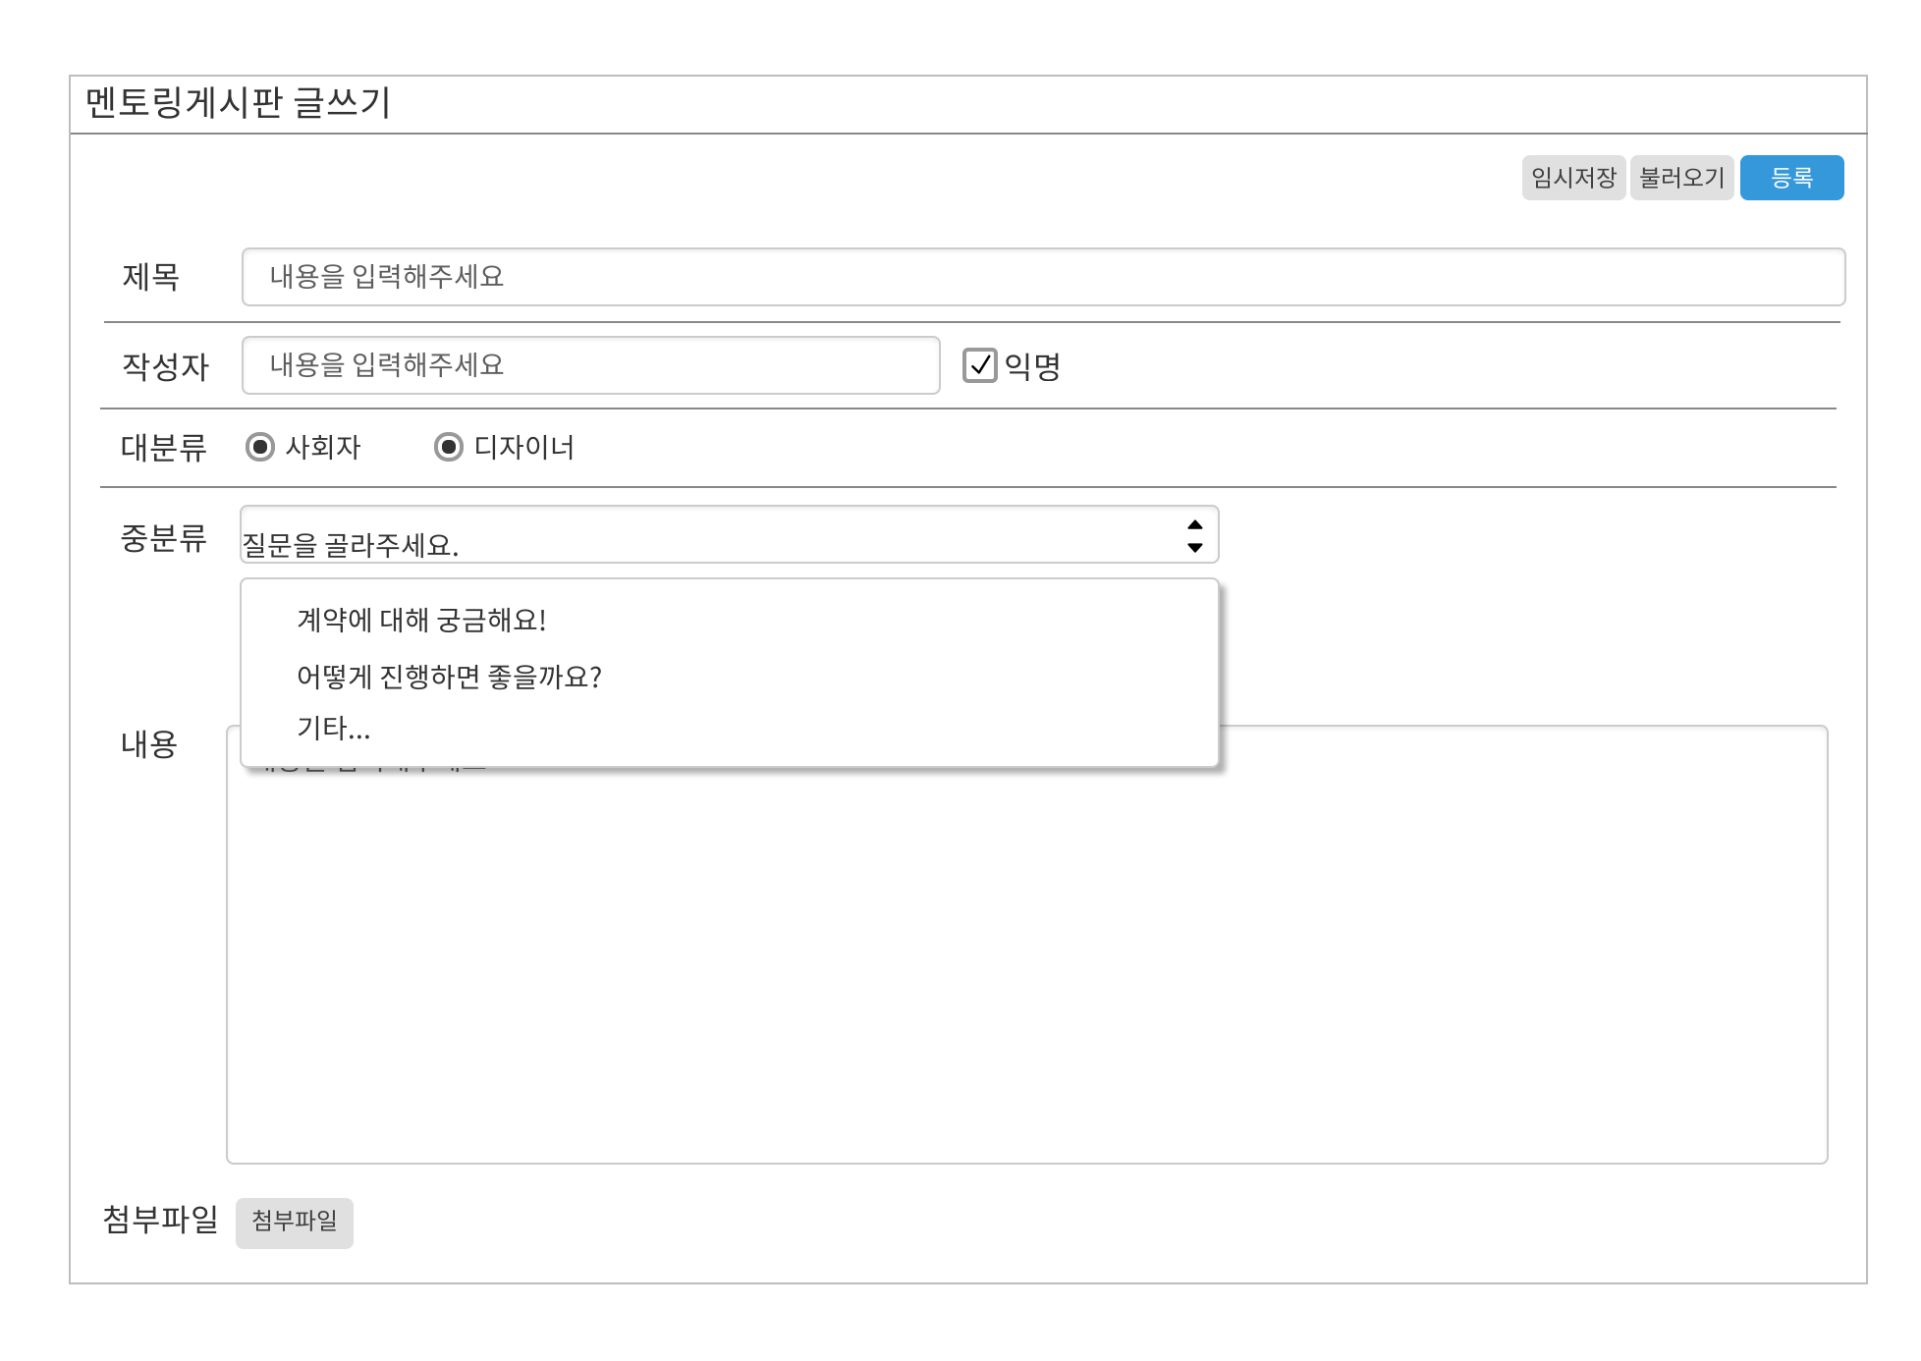 멘토링게시판 글쓰기
임시저장 불러오기 등록
제목 내용을 입력해주세요
작성자 내용을 입력해주세요 익명
대분류 사회자 디자이너
중분류 질문을 골라주세요.
계약에 대해 궁금해요!
어떻게 진행하면 좋을까요?
기타...
내용
첨부파일 첨부파일